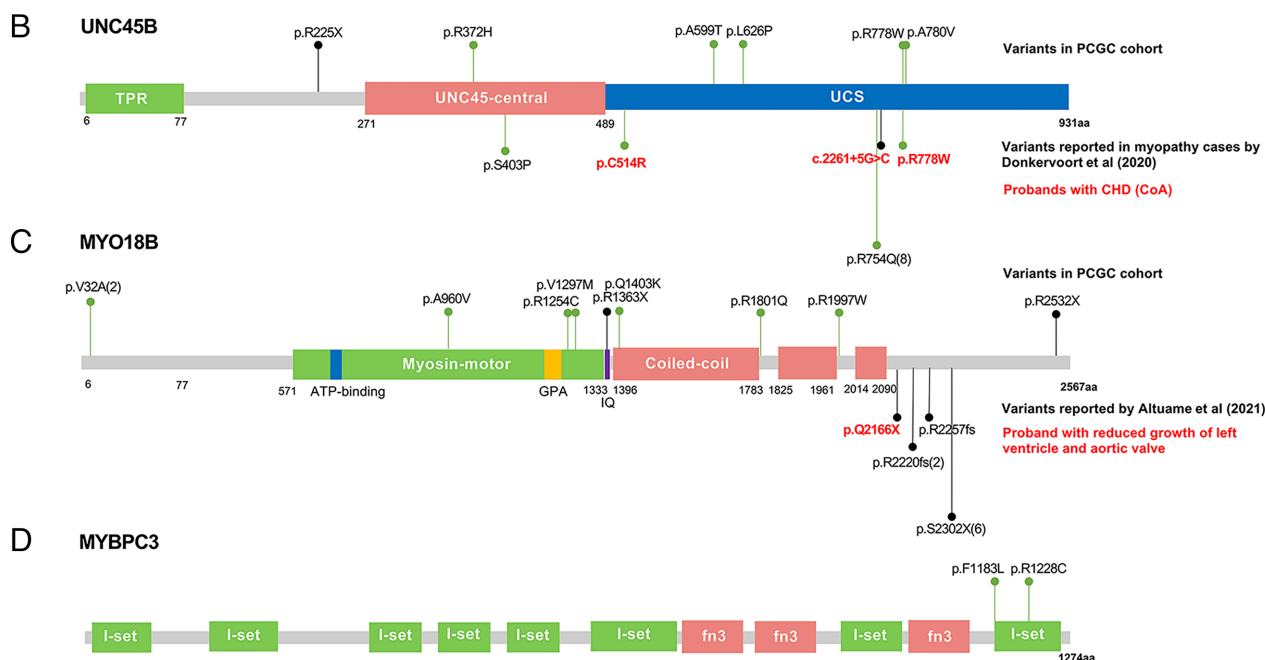 B
UNC45B
p.R225X
p.R372H
p.A599T
p.L626P
p.R778W
p.A780V
Variants in PCGC cohort
TPR
UNC45-central
UCS
6
77
271
489
931aa
p.S403P
p.C514R
c.2261+5G>C
p.R778W
Variants reported in myopathy cases by
Donkervoort et al (2020)
Probands with CHD (CoA)
p.R754Q(8)
C
MYO18B
p.V32A(2)
p.A960V
p.V1297M
p.R1254C
p.Q1403K
p.R1363X
p.R1801Q
p.R1997W
p.R2532X
Variants in PCGC cohort
Myosin-motor
Coiled-coil
6
77
571
ATP-binding
GPA
1333
IQ
1396
1783
1825
1961
2014
2090
2567aa
p.Q2166X
p.R2257fs
p.R2220fs(2)
p.S2302X(6)
Variants reported by Altuame et al (2021)
Proband with reduced growth of left
ventricle and aortic valve
D
MYBPC3
p.F1183L
p.R1228C
I-set
I-set
I-set
I-set
I-set
I-set
fn3
fn3
I-set
fn3
I-set
1274aa